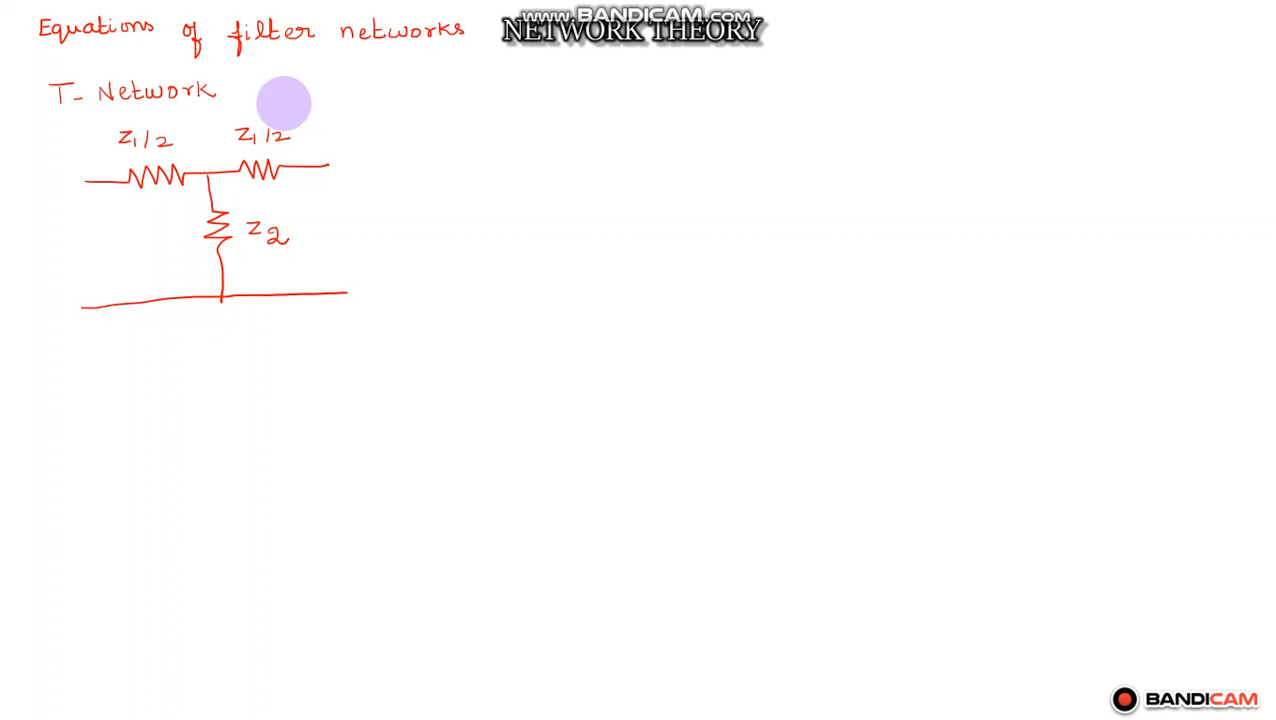 www.BANDICAM.com
Equations of filter networks
NETWORK THEORY
T- Network
Z1/2 Z1/2
Z2
BANDICAM